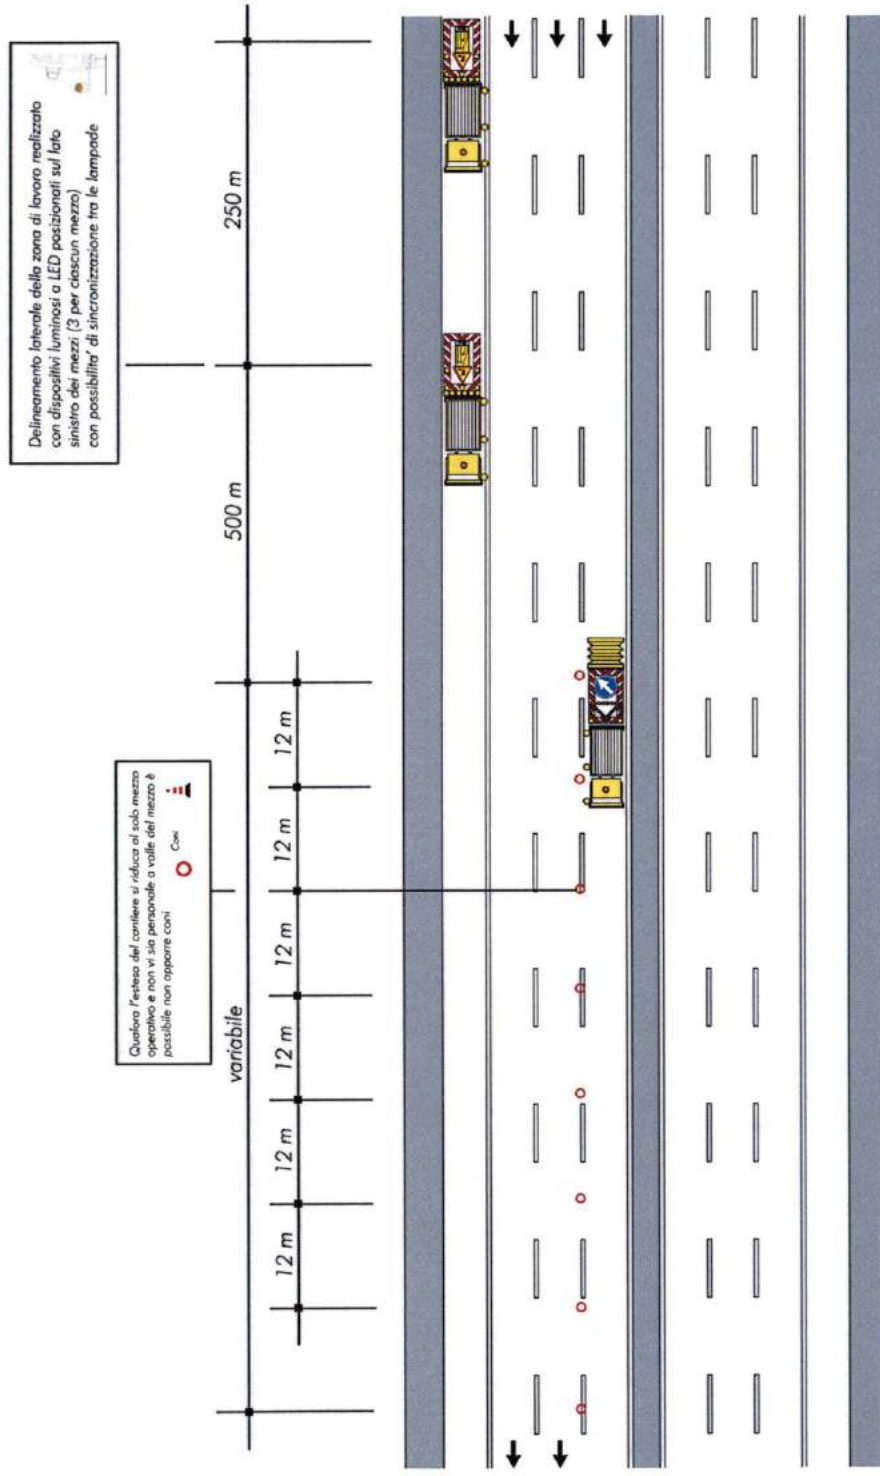 Delineamento laterale della zona di lavoro realizzato
con dispositivi luminosi a LED posizionati sul lato
sinistro dei mezzi (3 per ciascun mezzo)
con possibilita' di sincronizzazione tra le lampade
250 m
500 m
variabile
12 m
12 m
12 m
12 m
12 m
12 m
Qualora l'estesa del cantiere si riduca al solo mezzo
operativo e non vi sia personale a valle del mezzo è
possibile non apporre coni
Coni